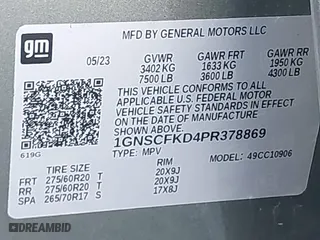 gm
MFD BY GENERAL MOTORS LLC
05/23 GVWR GAWR FRT GAWR RR
3402 KG 1633 KG 1950 KG
7500 LB 3600 LB 4300 LB
THIS VEHICLE CONFORMS TO ALL APPLICABLE U.S. FEDERAL MOTOR
VEHICLE SAFETY STANDARDS IN EFFECT ON THE DATE OF
MANUFACTURE SHOWN ABOVE.
1GNSCFKD4PR378869
619G TYPE: MPV MODEL: 49CC10906
RIM
FRT 275/60R20 T 20X9J
RR 275/60R20 T 20X9J
SPA 265/70R17 S 17X8J
DREAMBID